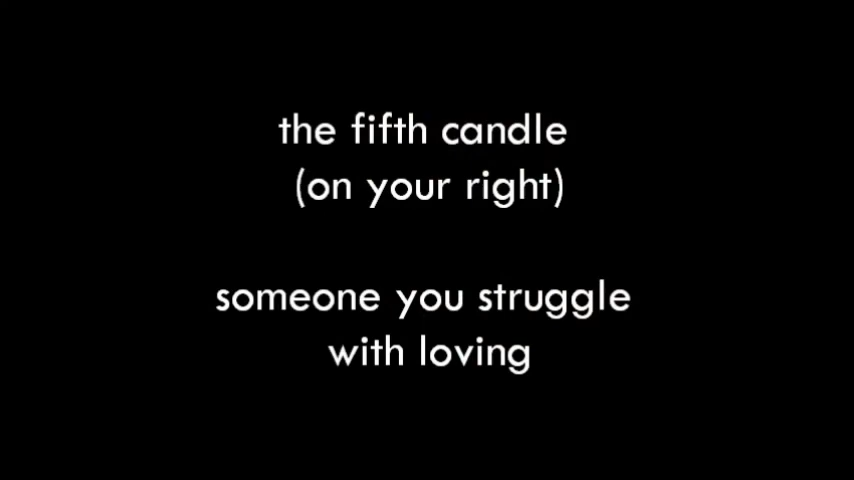 the fifth candle
(on your right)
someone you struggle
with loving